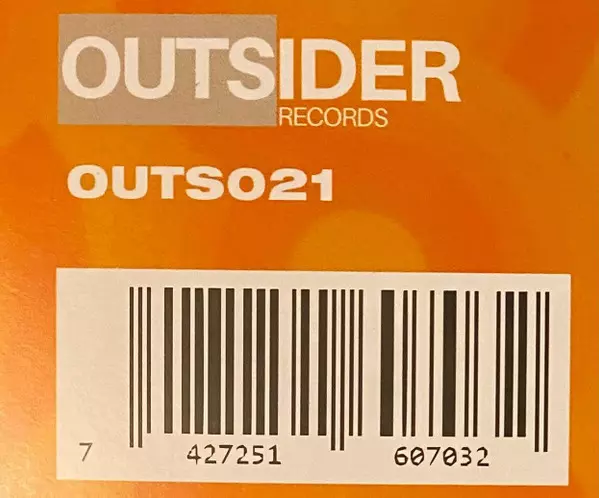 OUTSIDER
RECORDS
OUTS021
7 427251 607032